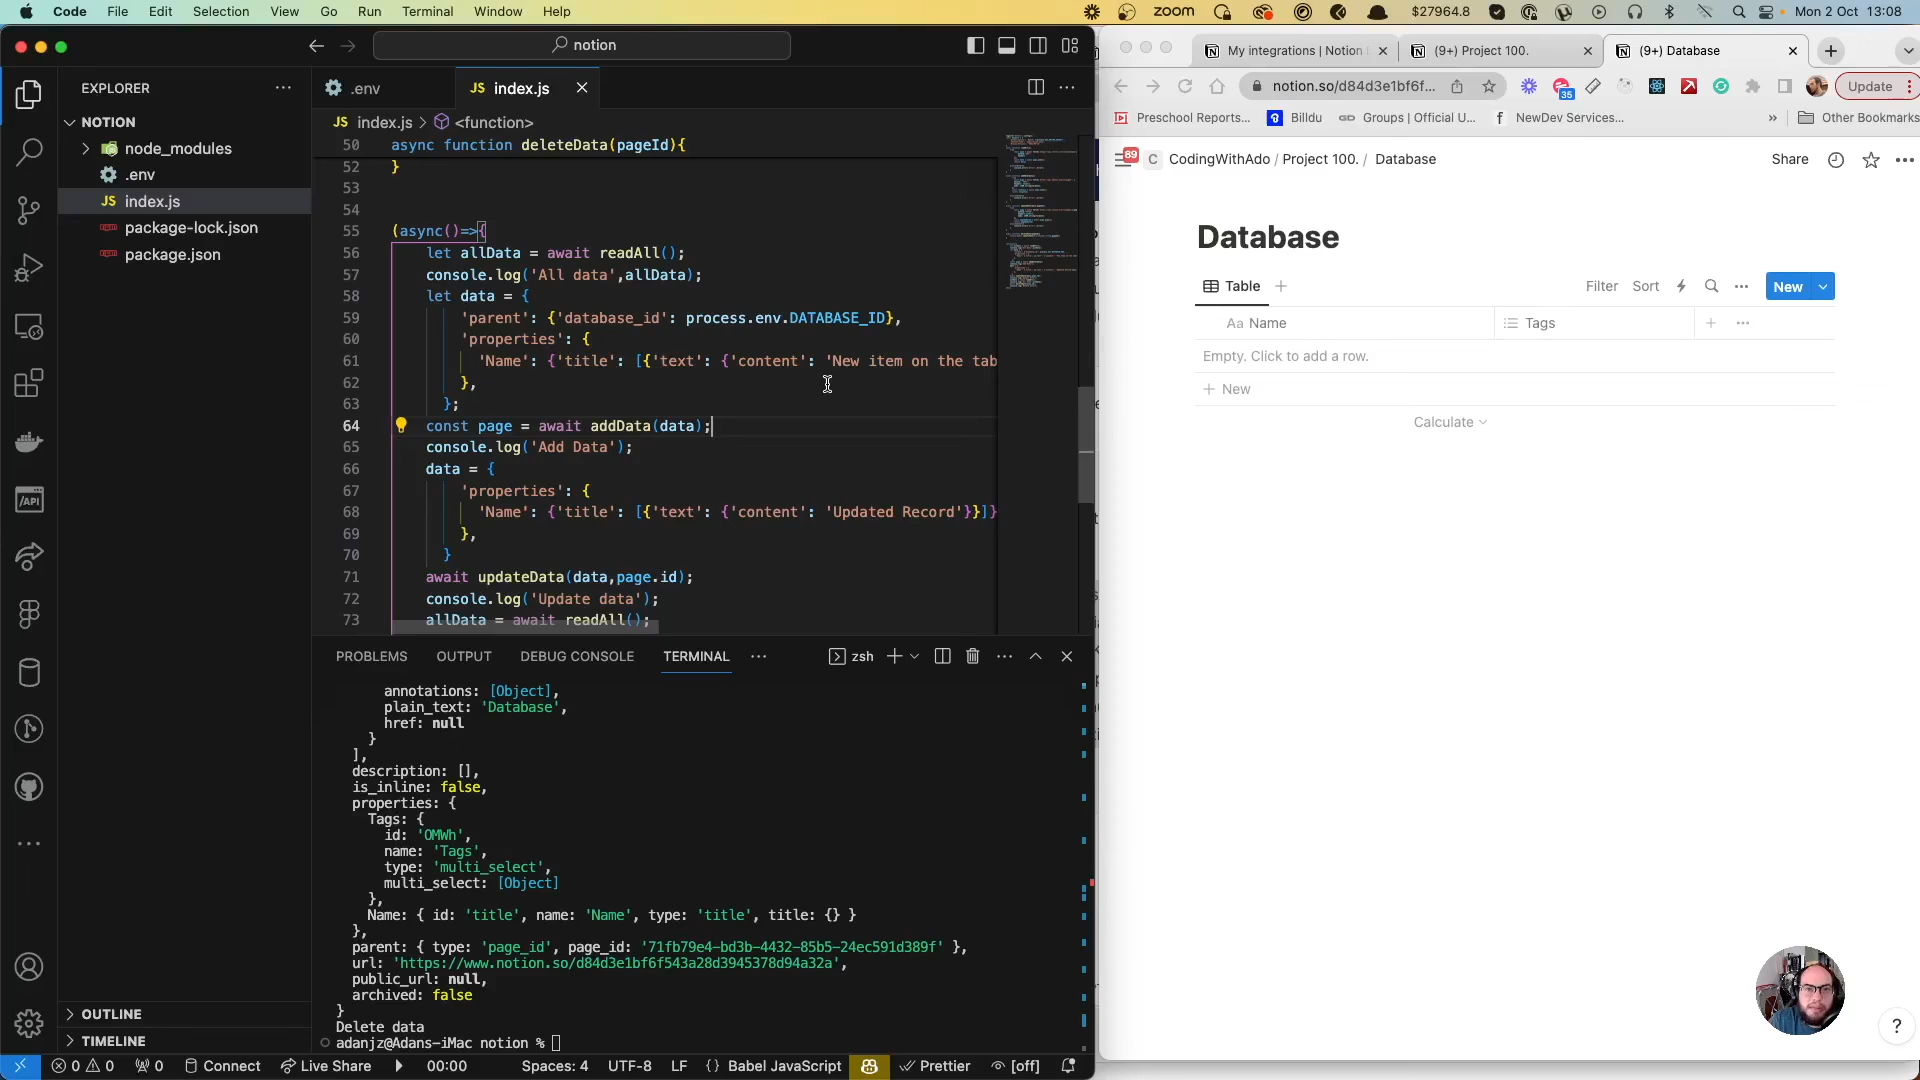 Code File Edit Selection View Go Run Terminal Window Help
zoom $27964.8 Mon 2 Oct 13:08
notion
EXPLORER
NOTION
node_modules
.env
JS index.js
package-lock.json
package.json
OUTLINE
TIMELINE
.env
JS index.js
JS index.js > <function>
50 async function deleteData(pageId){
52 }
53
54
55 (async()=>{
56 let allData = await readAll();
57 console.log('All data',allData);
58 let data = {
59 'parent': {'database_id': process.env.DATABASE_ID},
60 'properties': {
61 'Name': {'title': [{'text': {'content': 'New item on the tab
62 },
63 };
64 const page = await addData(data);
65 console.log('Add Data');
66 data = {
67 'properties': {
68 'Name': {'title': [{'text': {'content': 'Updated Record'}}]}
69 },
70 }
71 await updateData(data,page.id);
72 console.log('Update data');
73 allData = await readAll();
PROBLEMS OUTPUT DEBUG CONSOLE TERMINAL zsh
annotations: [Object],
plain_text: 'Database',
href: null
}
],
description: [],
is_inline: false,
properties: {
Tags: {
id: 'OMWh',
name: 'Tags',
type: 'multi_select',
multi_select: [Object]
},
Name: { id: 'title', name: 'Name', type: 'title', title: {} }
},
parent: { type: 'page_id', page_id: '71fb79e4-bd3b-4432-85b5-24ec591d389f' },
url: 'https://www.notion.so/d84d3e1bf6f543a28d3945378d94a32a',
public_url: null,
archived: false
}
Delete data
adanjz@Adans-iMac notion %
0 0 0 Connect Live Share 00:00 Spaces: 4 UTF-8 LF {} Babel JavaScript Prettier [off]
My integrations | Notion
(9+) Project 100.
(9+) Database
notion.so/d84d3e1bf6f... 35 Update
Preschool Reports... Billdu Groups | Official U... NewDev Services... » Other Bookmarks
89 C CodingWithAdo / Project 100. / Database Share
Database
Table Filter Sort New
Aa Name Tags
Empty. Click to add a row.
+ New
Calculate
?